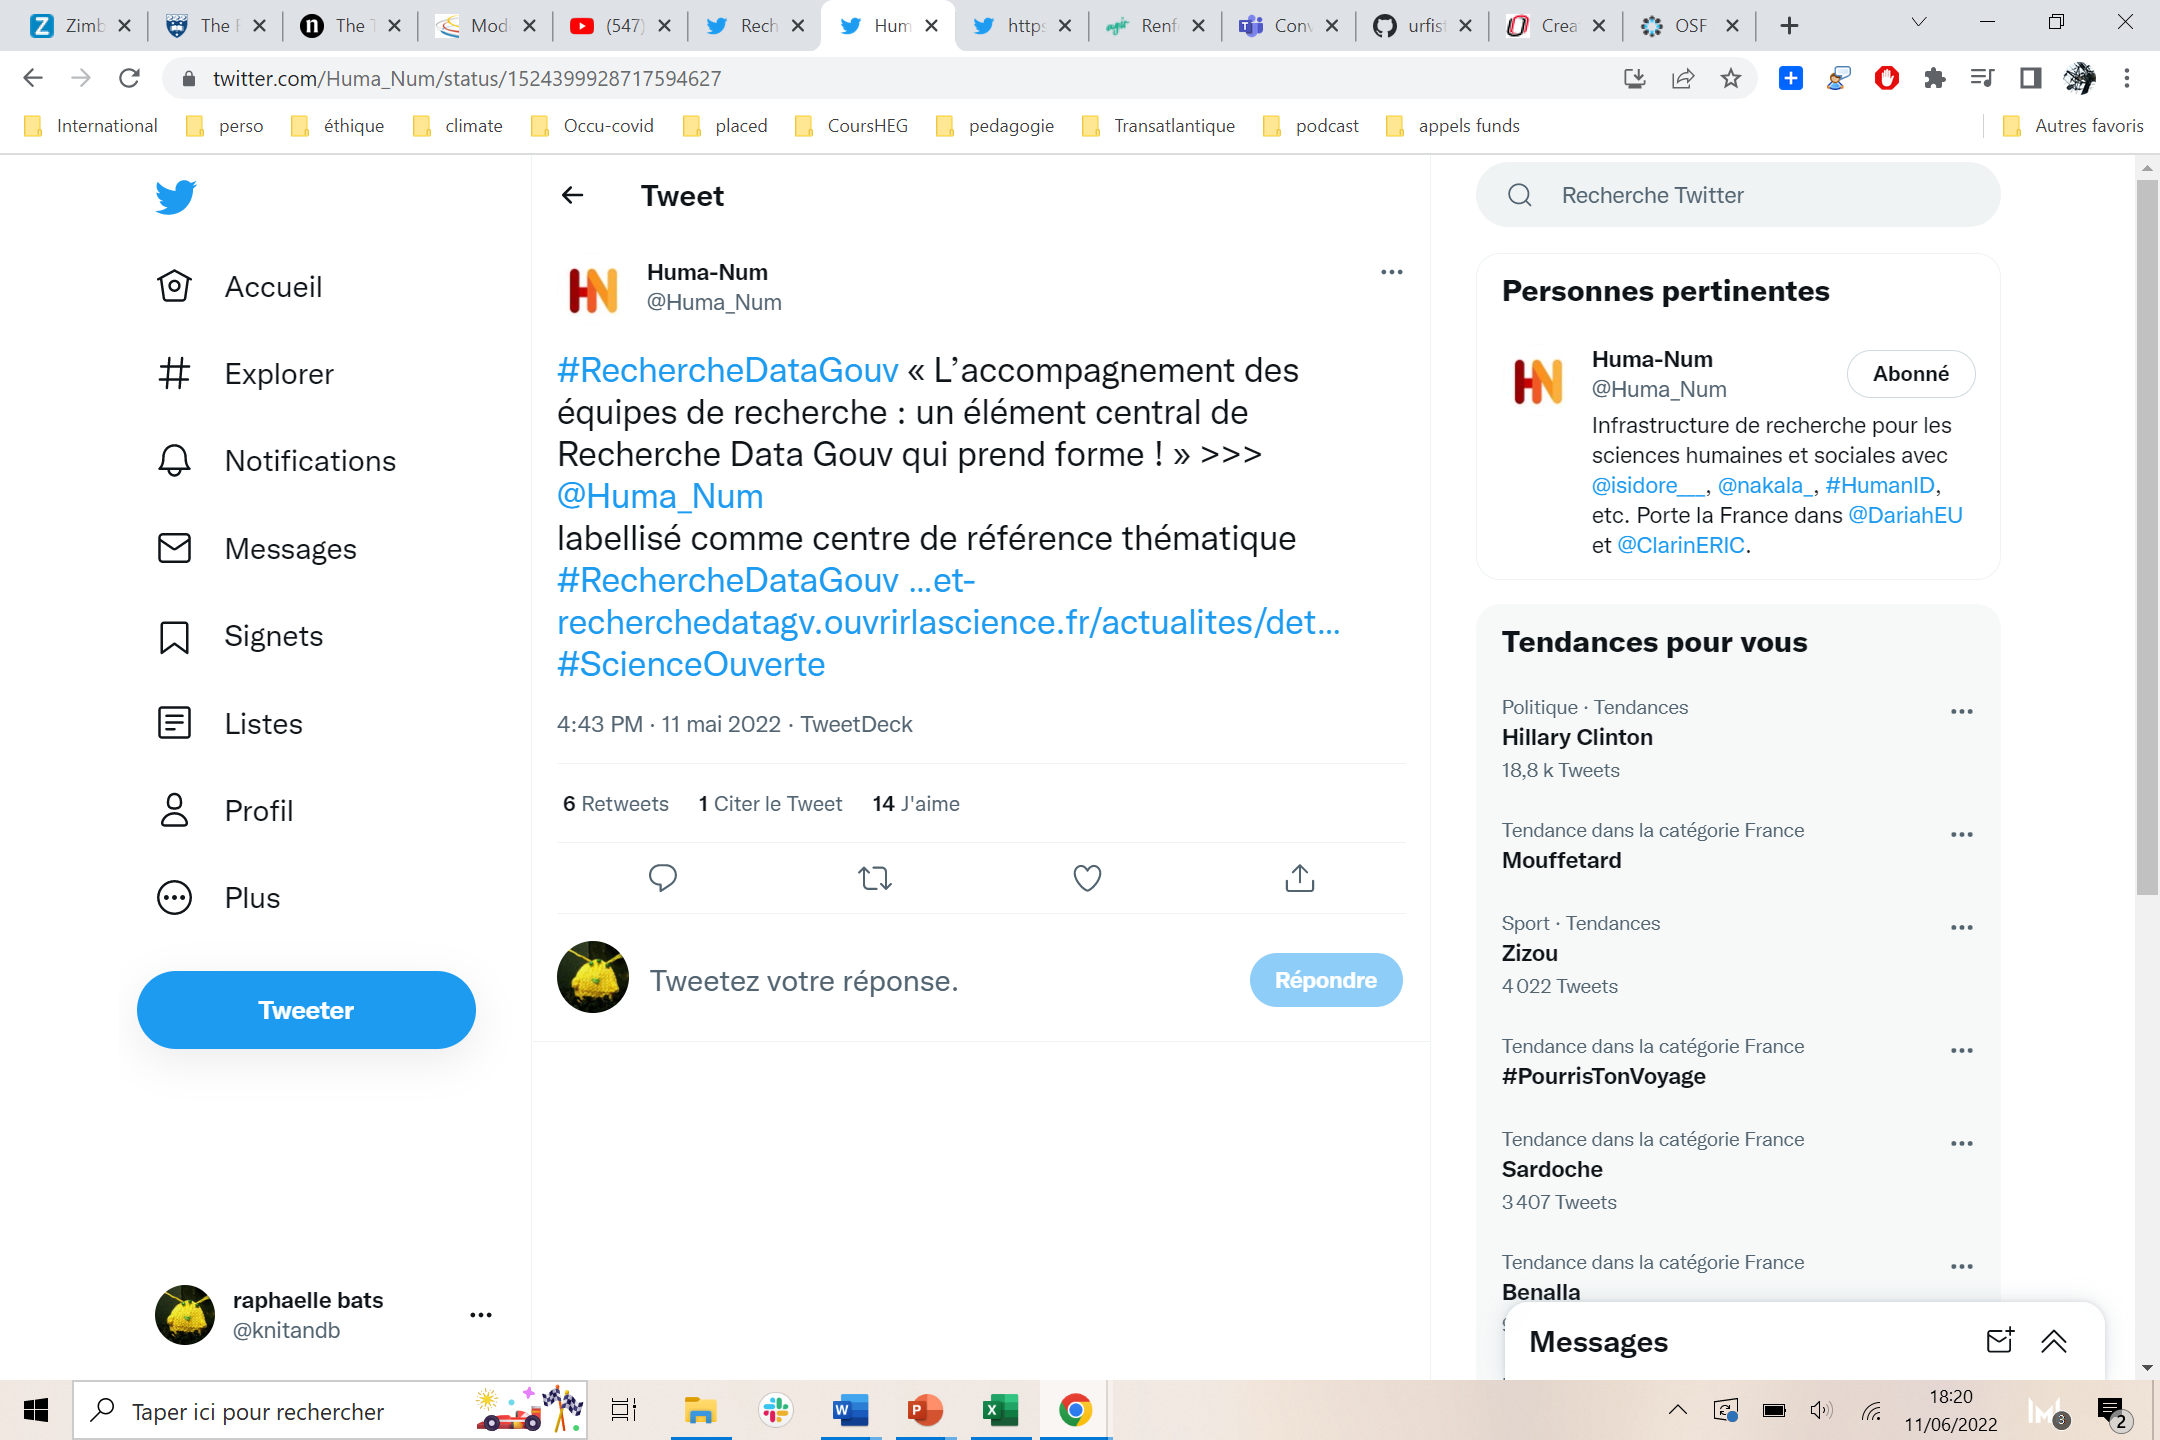 Zimb
The F
The T
Mod
(547)
Rech
Hum
https
Renf
Conv
urfist
Crea
OSF
twitter.com/Huma_Num/status/1524399928717594627
International
perso
éthique
climate
Occu-covid
placed
CoursHEG
pedagogie
Transatlantique
podcast
appels funds
Autres favoris
Accueil
Explorer
Notifications
Messages
Signets
Listes
Profil
Plus
Tweeter
raphaelle bats
@knitandb
Tweet
Huma-Num
@Huma_Num
#RechercheDataGouv « L’accompagnement des
équipes de recherche : un élément central de
Recherche Data Gouv qui prend forme ! » >>>
@Huma_Num
labellisé comme centre de référence thématique
#RechercheDataGouv …et-
recherchedatagv.ouvrirlascience.fr/actualites/det…
#ScienceOuverte
4:43 PM · 11 mai 2022 · TweetDeck
6 Retweets 1 Citer le Tweet 14 J'aime
Tweetez votre réponse.
Répondre
Recherche Twitter
Personnes pertinentes
Huma-Num
@Huma_Num
Abonné
Infrastructure de recherche pour les
sciences humaines et sociales avec
@isidore___, @nakala_, #HumanID,
etc. Porte la France dans @DariahEU
et @ClarinERIC.
Tendances pour vous
Politique · Tendances
Hillary Clinton
18,8 k Tweets
Tendance dans la catégorie France
Mouffetard
Sport · Tendances
Zizou
4 022 Tweets
Tendance dans la catégorie France
#PourrisTonVoyage
Tendance dans la catégorie France
Sardoche
3 407 Tweets
Tendance dans la catégorie France
Benalla
Messages
Taper ici pour rechercher
18:20
11/06/2022
3
2